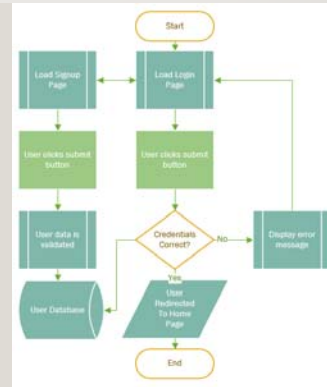 Start
Load Signup
Page
Load Login
Page
User clicks submit
button
User clicks submit
button
User data is
validated
Credentials
Correct?
No
Display error
message
Yes
User Database
User
Redirected
To Home
Page
End